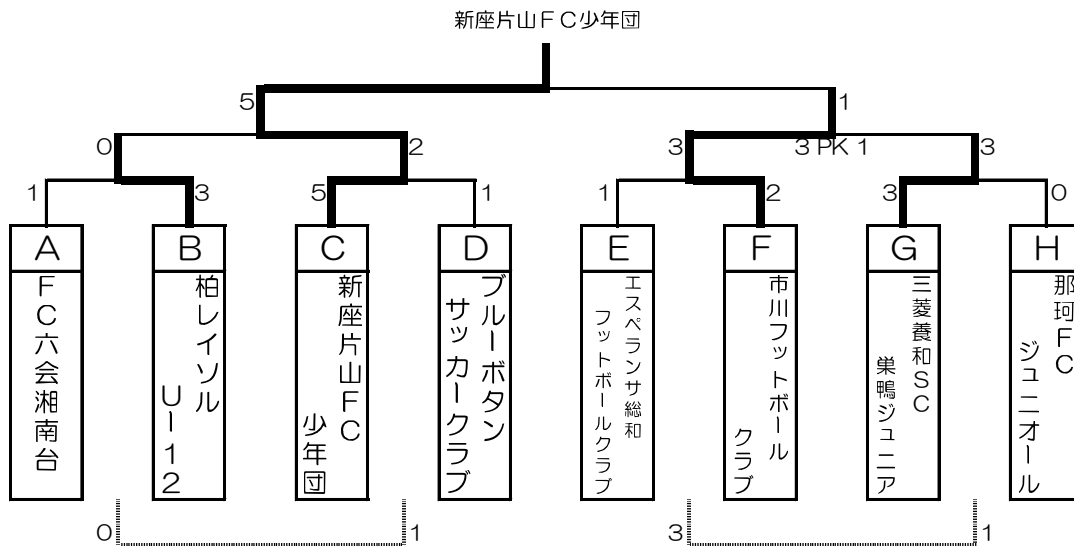 新座片山FC少年団
5
1
0
2
3
3 PK 1
3
1
3
5
1
1
2
3
0
A
B
C
D
E
F
G
H
FC六会湘南台
柏レイソル
U-12
新座片山FC
少年団
ブルーボタン
サッカークラブ
エスペランサ総和
フットボールクラブ
市川フットボール
クラブ
三菱養和SC
巣鴨ジュニア
那珂FC
ジュニオール
0
1
3
1